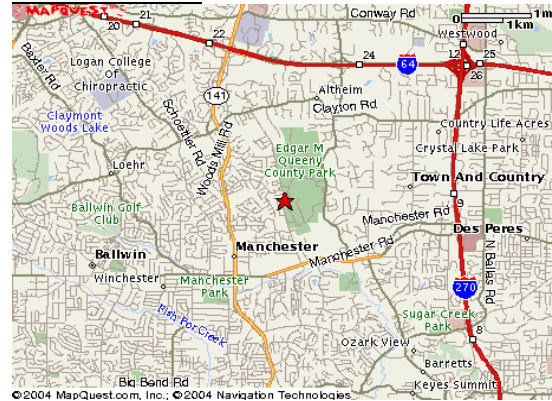 MAPQUEST
Conway Rd
0
1m
1km
Westwood
21
20
22
24
64
12
25
26
Baxter Rd
Logan College
Of
Chiropractic
141
Altheim
Clayton Rd
Claymont
Woods Lake
Schoettler Rd
Woods Mill Rd
Edgar M
Queeny
County Park
Country Life Acres
Crystal Lake Park
Loehr
Town And Country
Ballwin Golf
Club
9
Manchester Rd
Des Peres
Manchester
Manchester Rd
N Ballas Rd
Ballwin
Winchester
Manchester
Park
270
Fish Pot Creek
Sugar Creek
Park
8
Ozark View
Barretts
Big Bend Rd
Keyes Summit
©2004 MapQuest.com, Inc.; ©2004 Navigation Technologies